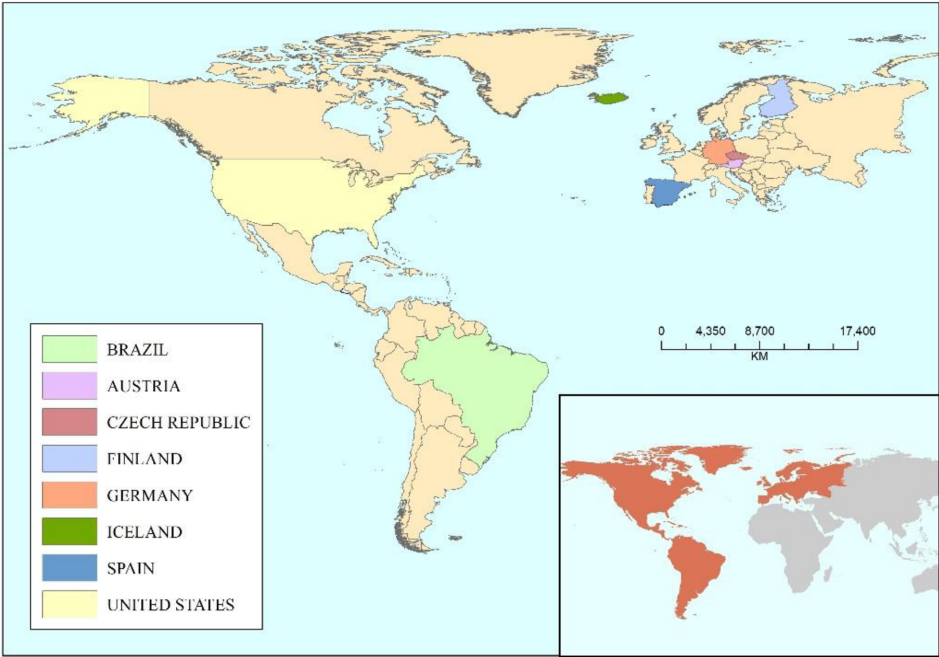 0 4,350 8,700 17,400
KM
BRAZIL
AUSTRIA
CZECH REPUBLIC
FINLAND
GERMANY
ICELAND
SPAIN
UNITED STATES